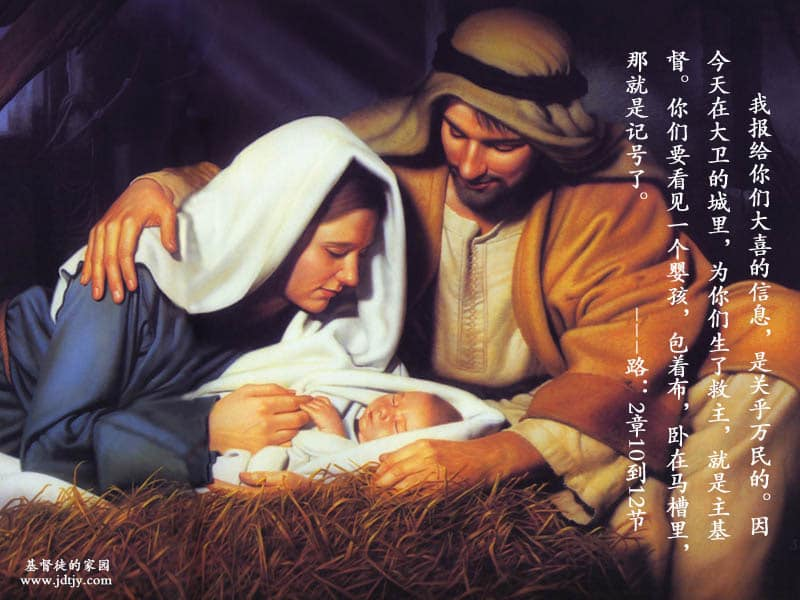 我报给你们大喜的信息，是关乎万民的。因
今天在大卫的城里，为你们生了救主，就是主基
督。你们要看见一个婴孩，包着布，卧在马槽里，
那就是记号了。 ---路：2章10到12节
基督徒的家园
www.jdtjy.com